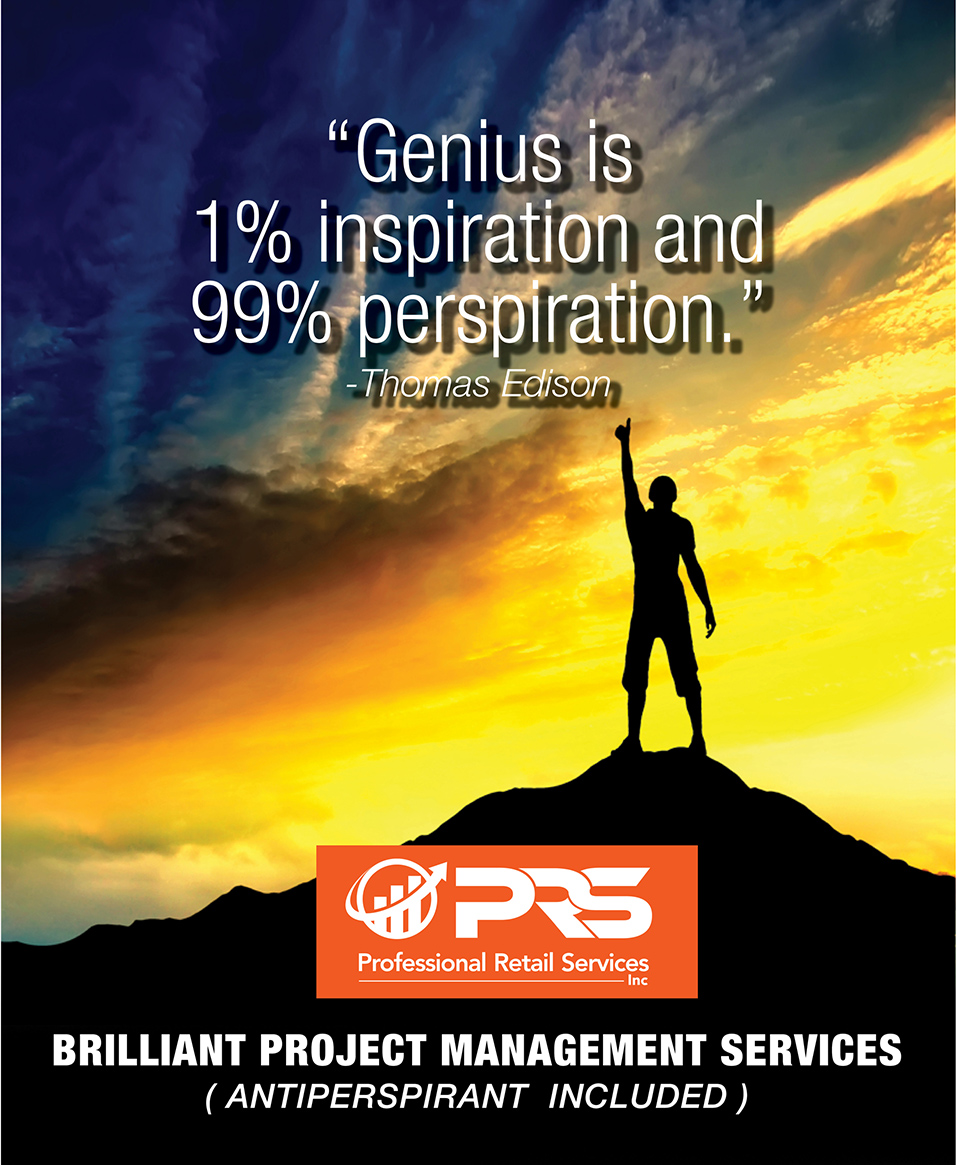 “Genius is
1% inspiration and
99% perspiration.”
-Thomas Edison
PRS
Professional Retail Services
Inc
BRILLIANT PROJECT MANAGEMENT SERVICES
( ANTIPERSPIRANT INCLUDED )